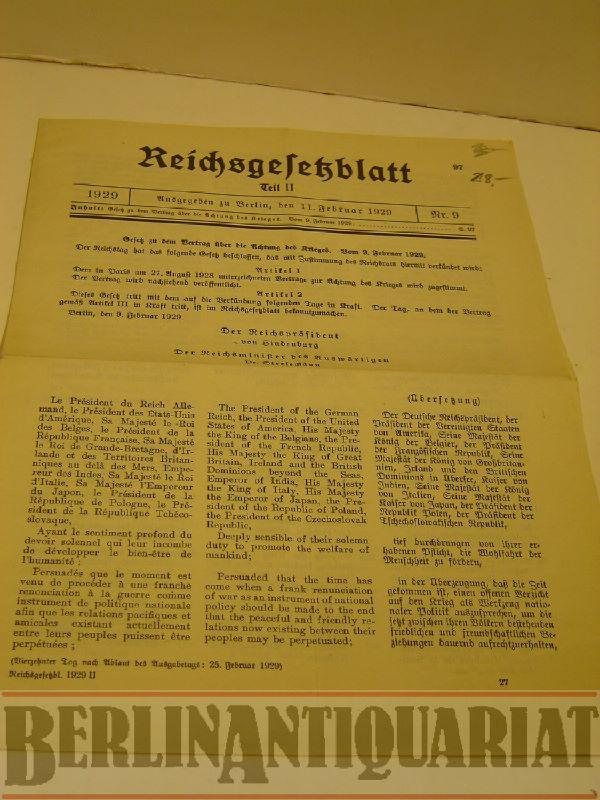 Reichsgesetzblatt
Teil II
97
28,-
1929
Ausgegeben zu Berlin, den 11. Februar 1929
Nr. 9
Inhalt: Gesetz zu dem Vertrag über die Achtung des Krieges. Vom 9. Februar 1929. S. 97
Gesetz zu dem Vertrag über die Achtung des Krieges. Vom 9. Februar 1929.
Der Reichstag hat das folgende Gesetz beschlossen, das mit Zustimmung des Reichsrats hiermit verkündet wird:
Artikel 1
Dem in Paris am 27. August 1928 unterzeichneten Vertrage zur Achtung des Krieges wird zugestimmt.
Der Vertrag wird nachstehend veröffentlicht.
Artikel 2
Dieses Gesetz tritt mit dem auf die Verkündung folgenden Tage in Kraft. Der Tag, an dem der Vertrag
gemäß Artikel III in Kraft tritt, ist im Reichsgesetzblatt bekanntzumachen.
Berlin, den 9. Februar 1929
Der Reichspräsident
von Hindenburg
Der Reichsminister des Auswärtigen
Dr. Stresemann
Le Président du Reich Alle-
mand, le Président des États-Unis
d'Amérique, Sa Majesté le Roi
des Belges, le Président de la
République Française, Sa Majesté
le Roi de Grande-Bretagne, d'Ir-
lande et des Territoires Britan-
niques au delà des Mers, Empe-
reur des Indes, Sa Majesté le Roi
d'Italie, Sa Majesté l'Empereur
du Japon, le Président de la
République de Pologne, le Pré-
sident de la République Tchéco-
slovaque,
Ayant le sentiment profond du
devoir solennel qui leur incombe
de développer le bien-être de
l'humanité;
Persuadés que le moment est
venu de procéder à une franche
renonciation à la guerre comme
instrument de politique nationale
afin que les relations pacifiques et
amicales existant actuellement
entre leurs peuples puissent être
perpétuées;
The President of the German
Reich, the President of the United
States of America, His Majesty
the King of the Belgians, the Pre-
sident of the French Republic,
His Majesty the King of Great
Britain, Ireland and the British
Dominions beyond the Seas,
Emperor of India, His Majesty
the King of Italy, His Majesty
the Emperor of Japan, the Pre-
sident of the Republic of Poland,
the President of the Czechoslovak
Republic,
Deeply sensible of their solemn
duty to promote the welfare of
mankind;
Persuaded that the time has
come when a frank renunciation
of war as an instrument of national
policy should be made to the end
that the peaceful and friendly re-
lations now existing between their
peoples may be perpetuated;
(Übersetzung)
Der Deutsche Reichspräsident, der
Präsident der Vereinigten Staaten
von Amerika, Seine Majestät der
König der Belgier, der Präsident
der Französischen Republik, Seine
Majestät der König von Großbritan-
nien, Irland und den Britischen
Dominions in Übersee, Kaiser von
Indien, Seine Majestät der König
von Italien, Seine Majestät der
Kaiser von Japan, der Präsident der
Republik Polen, der Präsident der
Tschechoslowakischen Republik,
tief durchdrungen von ihrer er-
habenen Pflicht, die Wohlfahrt der
Menschheit zu fördern,
in der Überzeugung, daß die Zeit
gekommen ist, einen offenen Verzicht
auf den Krieg als Werkzeug natio-
naler Politik auszusprechen, um die
jetzt zwischen ihren Völkern bestehenden
friedlichen und freundschaftlichen Be-
ziehungen dauernd aufrechtzuerhalten,
(Vierzehnter Tag nach Ablauf des Ausgabetags: 25. Februar 1929)
Reichsgesetzbl. 1929 II
27
BERLINANTIQUARIAT